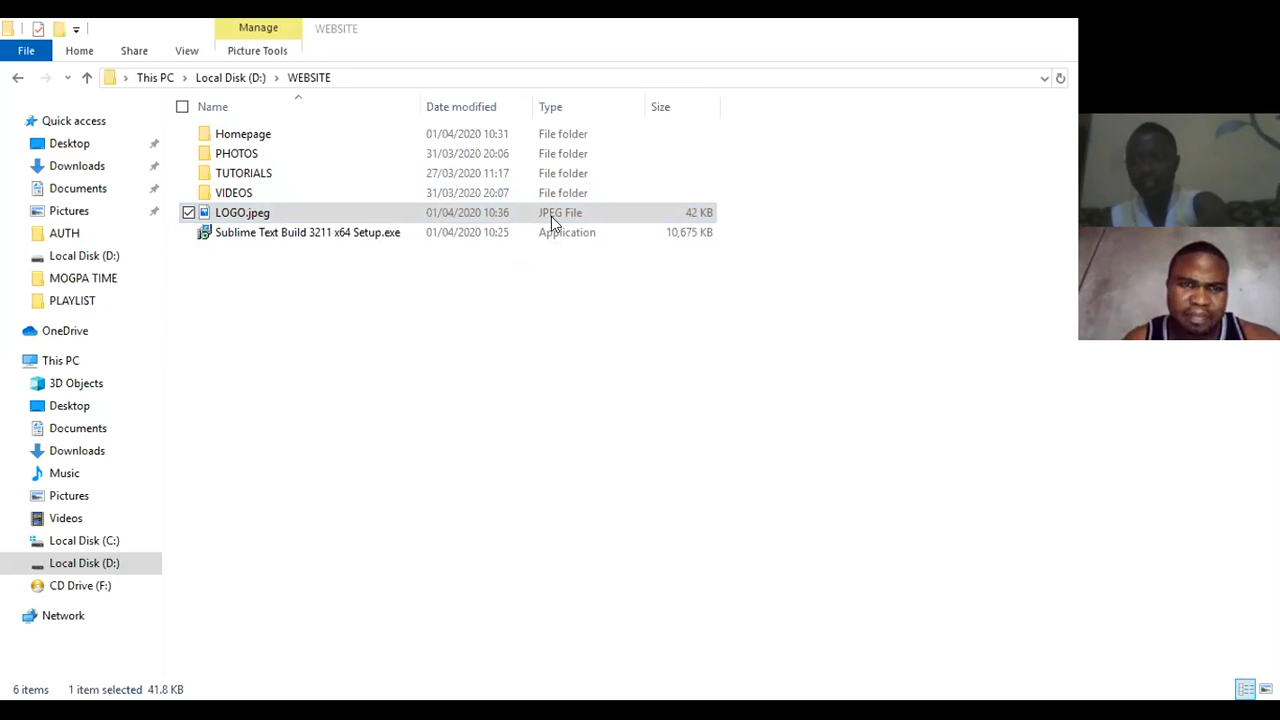 Manage WEBSITE
File Home Share View Picture Tools
This PC Local Disk (D:) WEBSITE
Name Date modified Type Size
Quick access
Desktop
Downloads
Documents
Pictures
AUTH
Local Disk (D:)
MOGPA TIME
PLAYLIST
OneDrive
This PC
3D Objects
Desktop
Documents
Downloads
Music
Pictures
Videos
Local Disk (C:)
Local Disk (D:)
CD Drive (F:)
Network
Homepage 01/04/2020 10:31 File folder
PHOTOS 31/03/2020 20:06 File folder
TUTORIALS 27/03/2020 11:17 File folder
VIDEOS 31/03/2020 20:07 File folder
LOGO.jpeg 01/04/2020 10:36 JPEG File 42 KB
Sublime Text Build 3211 x64 Setup.exe 01/04/2020 10:25 Application 10,675 KB
6 items 1 item selected 41.8 KB